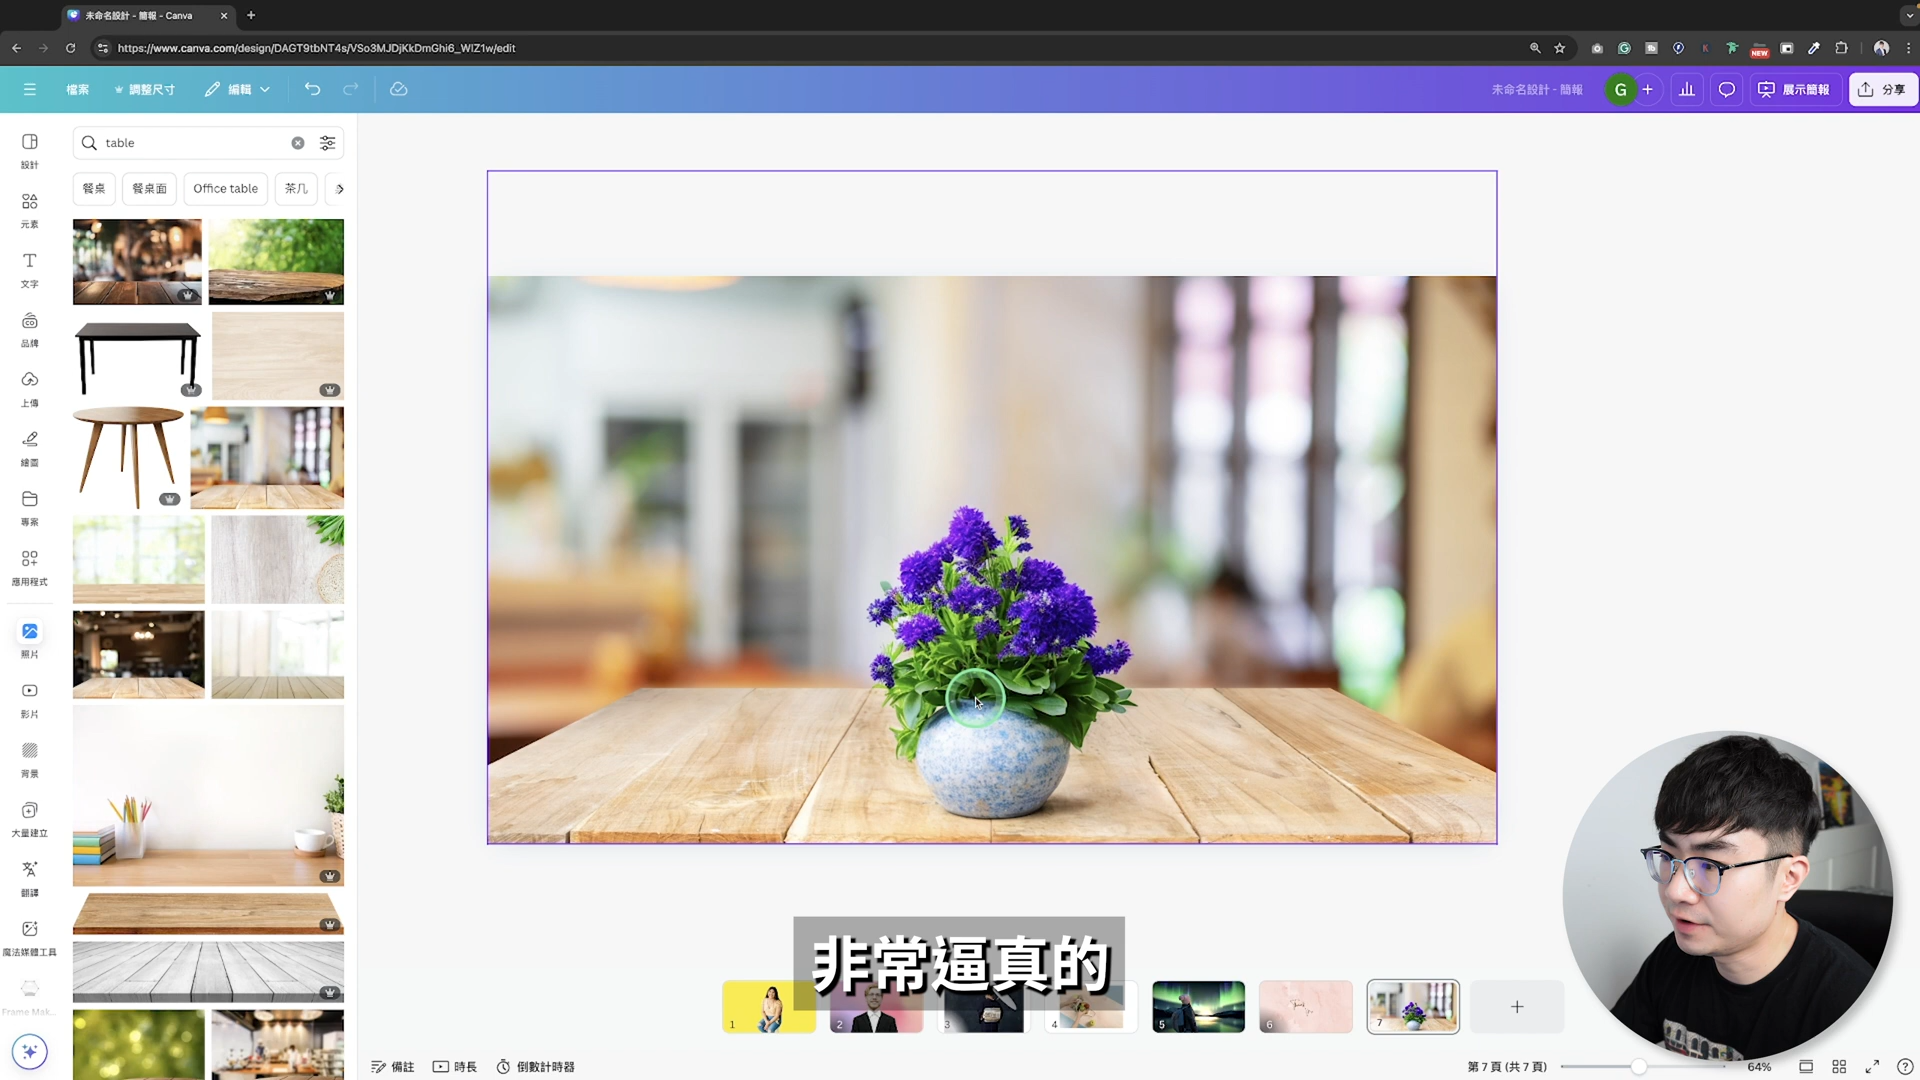 未命名設計 - 簡報 - Canva
https://www.canva.com/design/DAGT9tbNT4s/VSo3MJDjKkDmGhi6_WIZ1w/edit
NEW
檔案
調整尺寸
編輯
未命名設計 - 簡報
G
展示簡報
分享
table
餐桌
餐桌面
Office table
茶几
設計
元素
文字
品牌
上傳
繪圖
專案
應用程式
照片
影片
背景
大量建立
翻譯
魔法媒體工具
Frame Mak...
非常逼真的
1
2
3
4
5
6
7
備註
時長
倒數計時器
第 7 頁 (共 7 頁)
64%